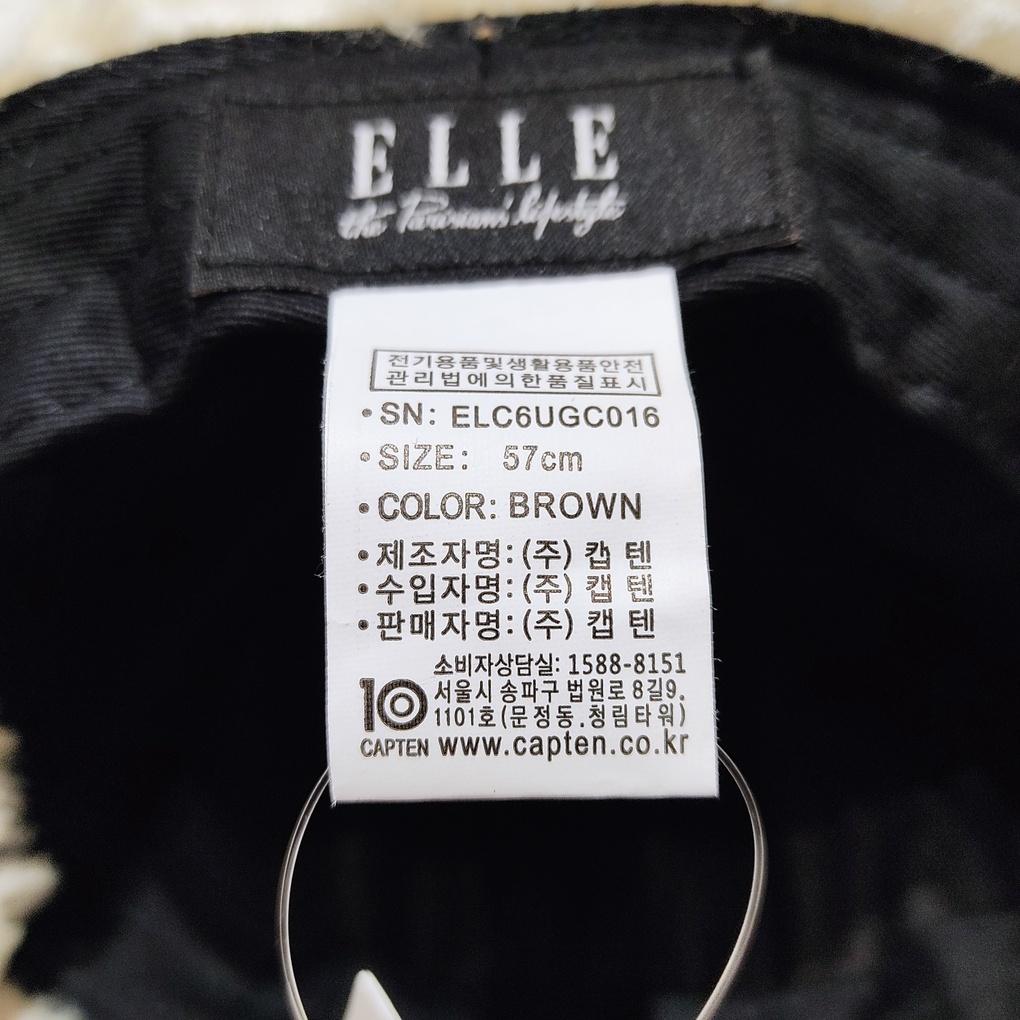 ELLE
the Parisian's lifestyle
전기용품및생활용품안전
관리법에의한품질표시
•SN: ELC6UGC016
•SIZE: 57cm
•COLOR: BROWN
•제조자명:(주) 캡 텐
•수입자명:(주) 캡 텐
•판매자명:(주) 캡 텐
소비자상담실: 1588-8151
서울시 송파구 법원로 8길9.
1101호(문정동.청림타워)
10
CAPTEN www.capten.co.kr